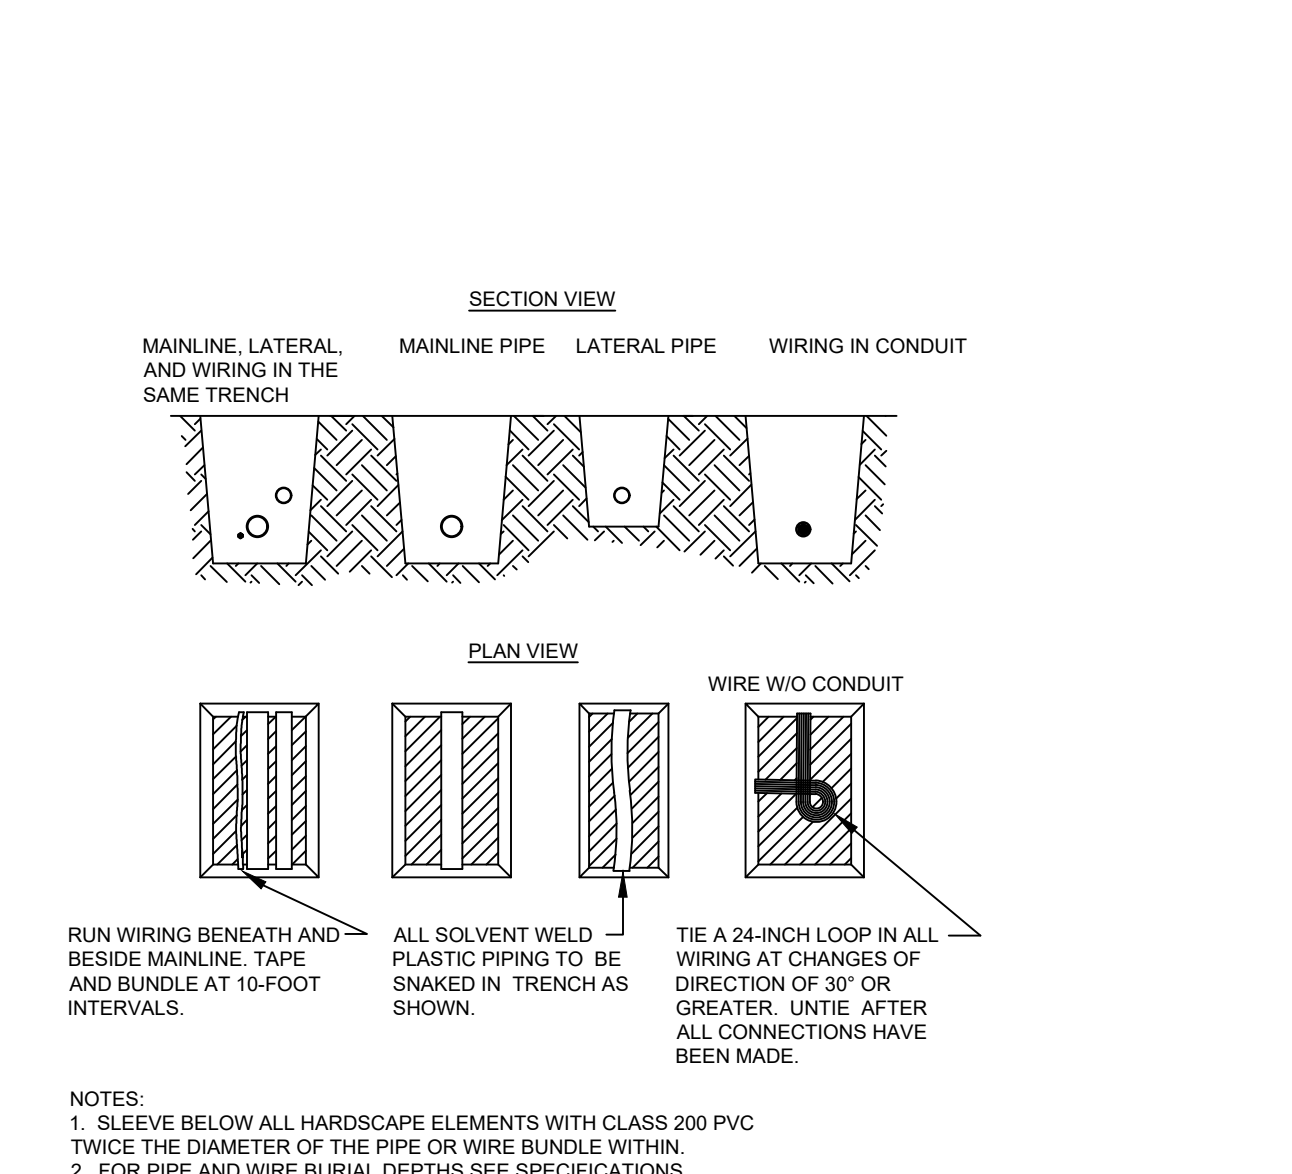 SECTION VIEW
MAINLINE, LATERAL,
AND WIRING IN THE
SAME TRENCH
MAINLINE PIPE
LATERAL PIPE
WIRING IN CONDUIT
PLAN VIEW
WIRE W/O CONDUIT
RUN WIRING BENEATH AND
BESIDE MAINLINE. TAPE
AND BUNDLE AT 10-FOOT
INTERVALS.
ALL SOLVENT WELD
PLASTIC PIPING TO  BE
SNAKED IN  TRENCH AS
SHOWN.
TIE A 24-INCH LOOP IN ALL
WIRING AT CHANGES OF
DIRECTION OF 30° OR
GREATER.  UNTIE  AFTER
ALL CONNECTIONS HAVE
BEEN MADE.
NOTES:
1.  SLEEVE BELOW ALL HARDSCAPE ELEMENTS WITH CLASS 200 PVC
TWICE THE DIAMETER OF THE PIPE OR WIRE BUNDLE WITHIN.
2.  FOR PIPE AND WIRE BURIAL DEPTHS SEE SPECIFICATIONS.